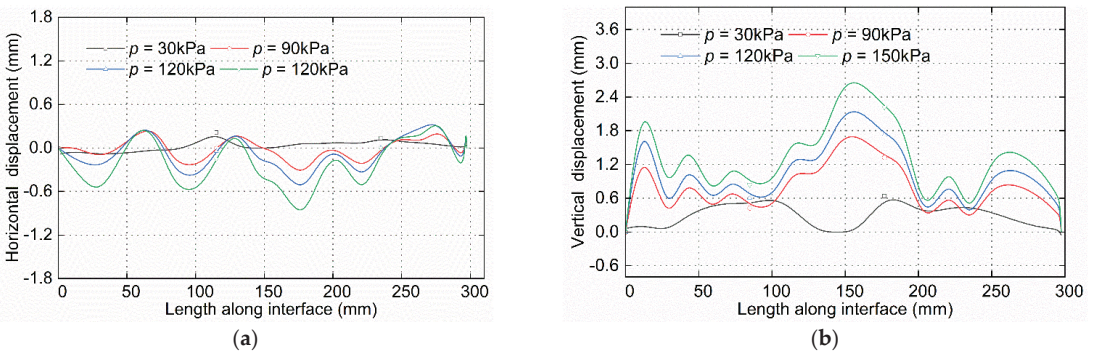 1.8
p = 30kPa p = 90kPa
1.2
p = 120kPa p = 120kPa
0.6
0.0
-0.6
-1.2
-1.8
Horizontal displacement (mm)
0 50 100 150 200 250 300
Length along interface (mm)
(a)
p = 30kPa p = 90kPa
3.6
p = 120kPa p = 150kPa
3.0
2.4
1.8
1.2
0.6
0.0
-0.6
Vertical displacement (mm)
0 50 100 150 200 250 300
Length along interface (mm)
(b)